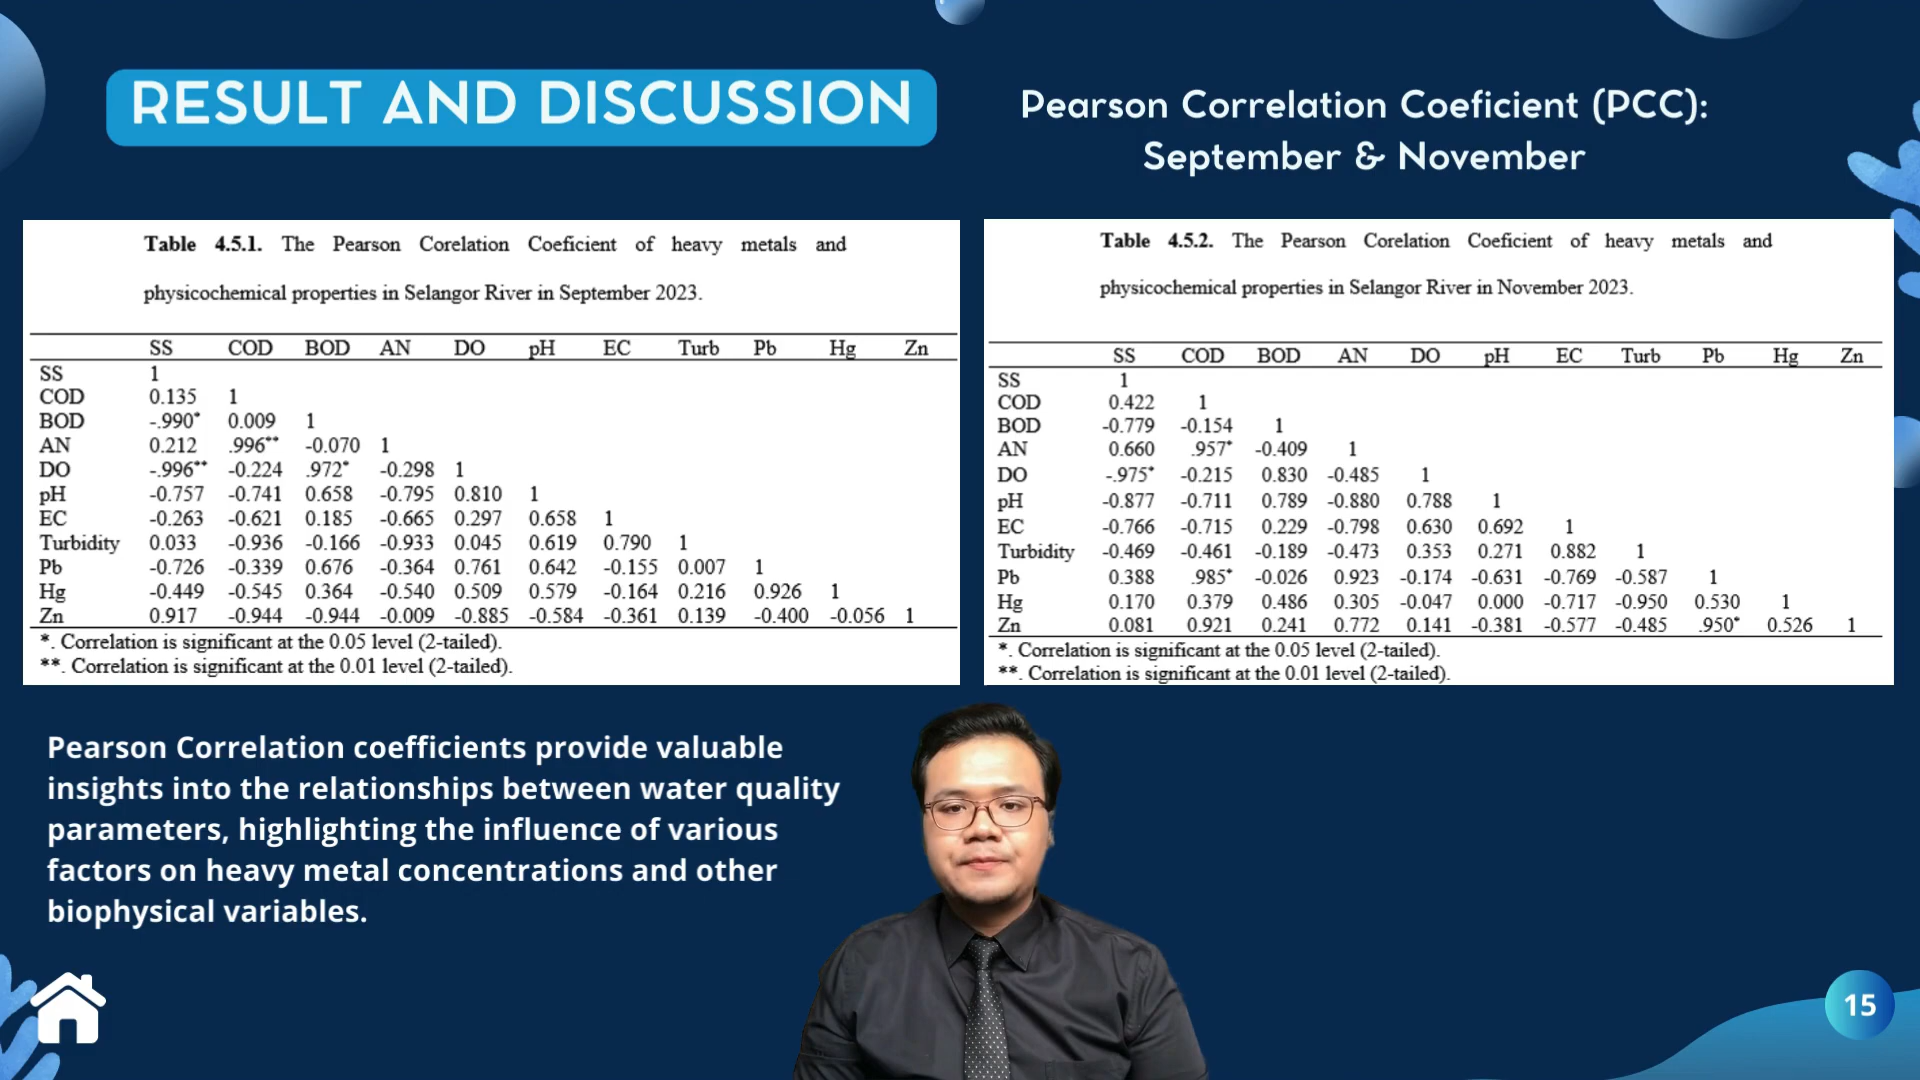 RESULT AND DISCUSSION
Pearson Correlation Coeficient (PCC):
September & November
Table 4.5.1. The Pearson Corelation Coeficient of heavy metals and
physicochemical properties in Selangor River in September 2023.
SS COD BOD AN DO pH EC Turb Pb Hg Zn
SS 1
COD 0.135 1
BOD -.990* 0.009 1
AN 0.212 .996** -0.070 1
DO -.996** -0.224 .972* -0.298 1
pH -0.757 -0.741 0.658 -0.795 0.810 1
EC -0.263 -0.621 0.185 -0.665 0.297 0.658 1
Turbidity 0.033 -0.936 -0.166 -0.933 0.045 0.619 0.790 1
Pb -0.726 -0.339 0.676 -0.364 0.761 0.642 -0.155 0.007 1
Hg -0.449 -0.545 0.364 -0.540 0.509 0.579 -0.164 0.216 0.926 1
Zn 0.917 -0.944 -0.944 -0.009 -0.885 -0.584 -0.361 0.139 -0.400 -0.056 1
*. Correlation is significant at the 0.05 level (2-tailed).
**. Correlation is significant at the 0.01 level (2-tailed).
Table 4.5.2. The Pearson Corelation Coeficient of heavy metals and
physicochemical properties in Selangor River in November 2023.
SS COD BOD AN DO pH EC Turb Pb Hg Zn
SS 1
COD 0.422 1
BOD -0.779 -0.154 1
AN 0.660 .957* -0.409 1
DO -.975* -0.215 0.830 -0.485 1
pH -0.877 -0.711 0.789 -0.880 0.788 1
EC -0.766 -0.715 0.229 -0.798 0.630 0.692 1
Turbidity -0.469 -0.461 -0.189 -0.473 0.353 0.271 0.882 1
Pb 0.388 .985* -0.026 0.923 -0.174 -0.631 -0.769 -0.587 1
Hg 0.170 0.379 0.486 0.305 -0.047 0.000 -0.717 -0.950 0.530 1
Zn 0.081 0.921 0.241 0.772 0.141 -0.381 -0.577 -0.485 .950* 0.526 1
*. Correlation is significant at the 0.05 level (2-tailed).
**. Correlation is significant at the 0.01 level (2-tailed).
Pearson Correlation coefficients provide valuable
insights into the relationships between water quality
parameters, highlighting the influence of various
factors on heavy metal concentrations and other
biophysical variables.
15